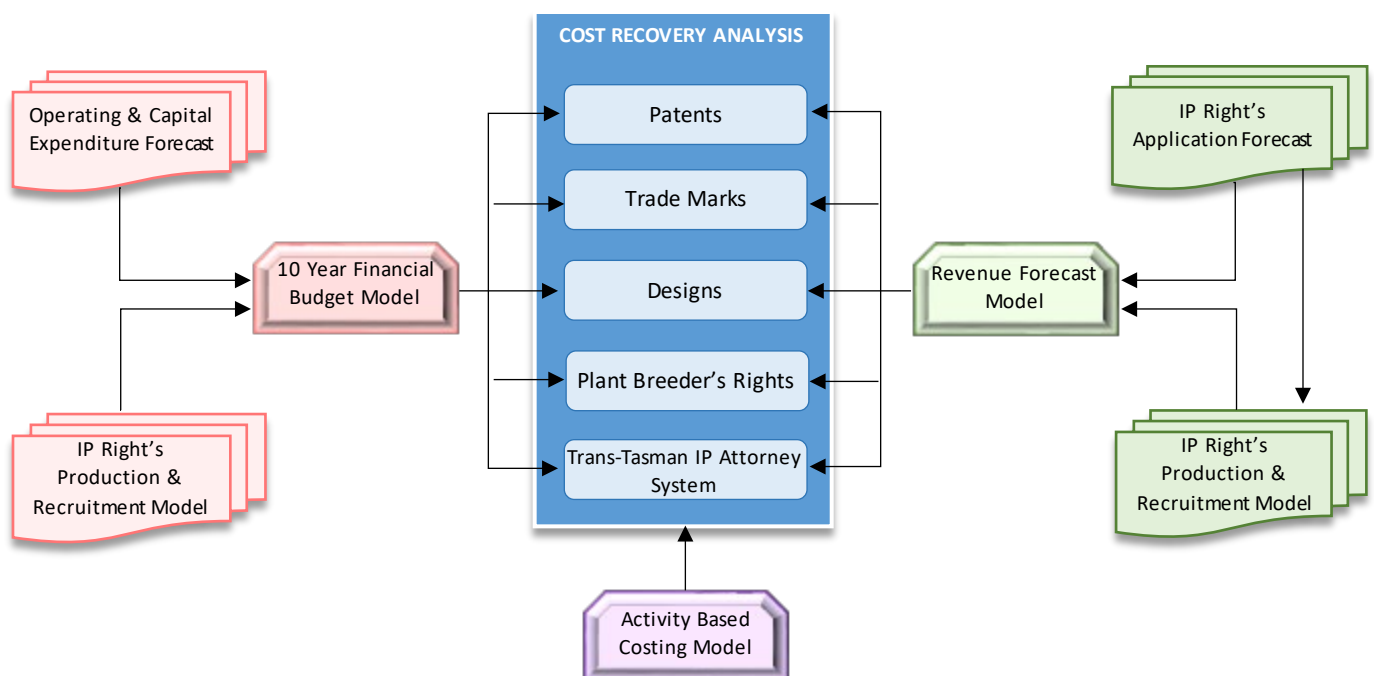 COST RECOVERY ANALYSIS
Operating & Capital
Expenditure Forecast
IP Right's
Production &
Recruitment Model
10 Year Financial
Budget Model
Patents
Trade Marks
Designs
Plant Breeder's Rights
Trans-Tasman IP Attorney
System
Activity Based
Costing Model
Revenue Forecast
Model
IP Right's
Application Forecast
IP Right's
Production &
Recruitment Model